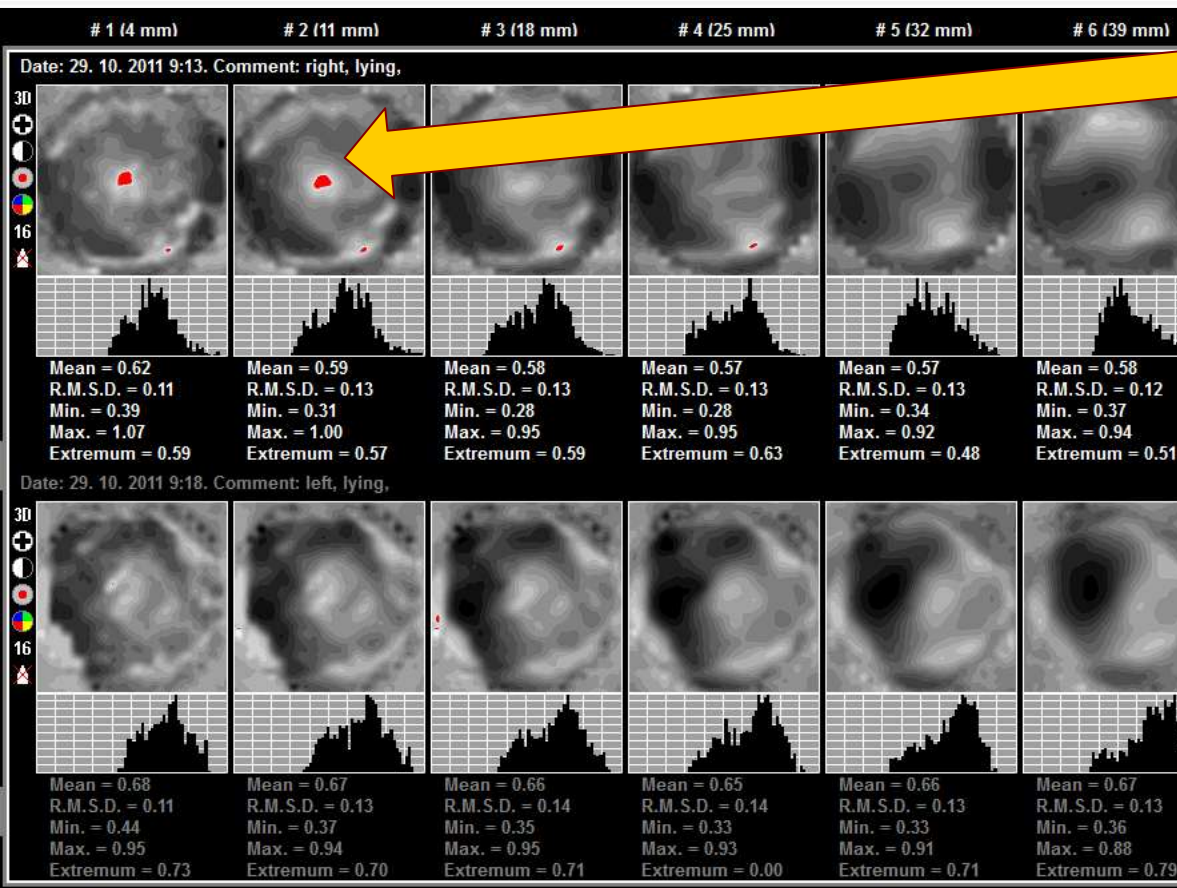 # 1 (4 mm) # 2 (11 mm) # 3 (18 mm) # 4 (25 mm) # 5 (32 mm) # 6 (39 mm)
Date: 29. 10. 2011 9:13. Comment: right, lying,
3D
16
Mean = 0.62 Mean = 0.59 Mean = 0.58 Mean = 0.57 Mean = 0.57 Mean = 0.58
R.M.S.D. = 0.11 R.M.S.D. = 0.13 R.M.S.D. = 0.13 R.M.S.D. = 0.13 R.M.S.D. = 0.13 R.M.S.D. = 0.12
Min. = 0.39 Min. = 0.31 Min. = 0.28 Min. = 0.28 Min. = 0.34 Min. = 0.37
Max. = 1.07 Max. = 1.00 Max. = 0.95 Max. = 0.95 Max. = 0.92 Max. = 0.94
Extremum = 0.59 Extremum = 0.57 Extremum = 0.59 Extremum = 0.63 Extremum = 0.48 Extremum = 0.51
Date: 29. 10. 2011 9:18. Comment: left, lying,
3D
16
Mean = 0.68 Mean = 0.67 Mean = 0.66 Mean = 0.65 Mean = 0.66 Mean = 0.67
R.M.S.D. = 0.11 R.M.S.D. = 0.13 R.M.S.D. = 0.14 R.M.S.D. = 0.14 R.M.S.D. = 0.13 R.M.S.D. = 0.13
Min. = 0.44 Min. = 0.37 Min. = 0.35 Min. = 0.33 Min. = 0.33 Min. = 0.36
Max. = 0.95 Max. = 0.94 Max. = 0.95 Max. = 0.93 Max. = 0.91 Max. = 0.88
Extremum = 0.73 Extremum = 0.70 Extremum = 0.71 Extremum = 0.00 Extremum = 0.71 Extremum = 0.79